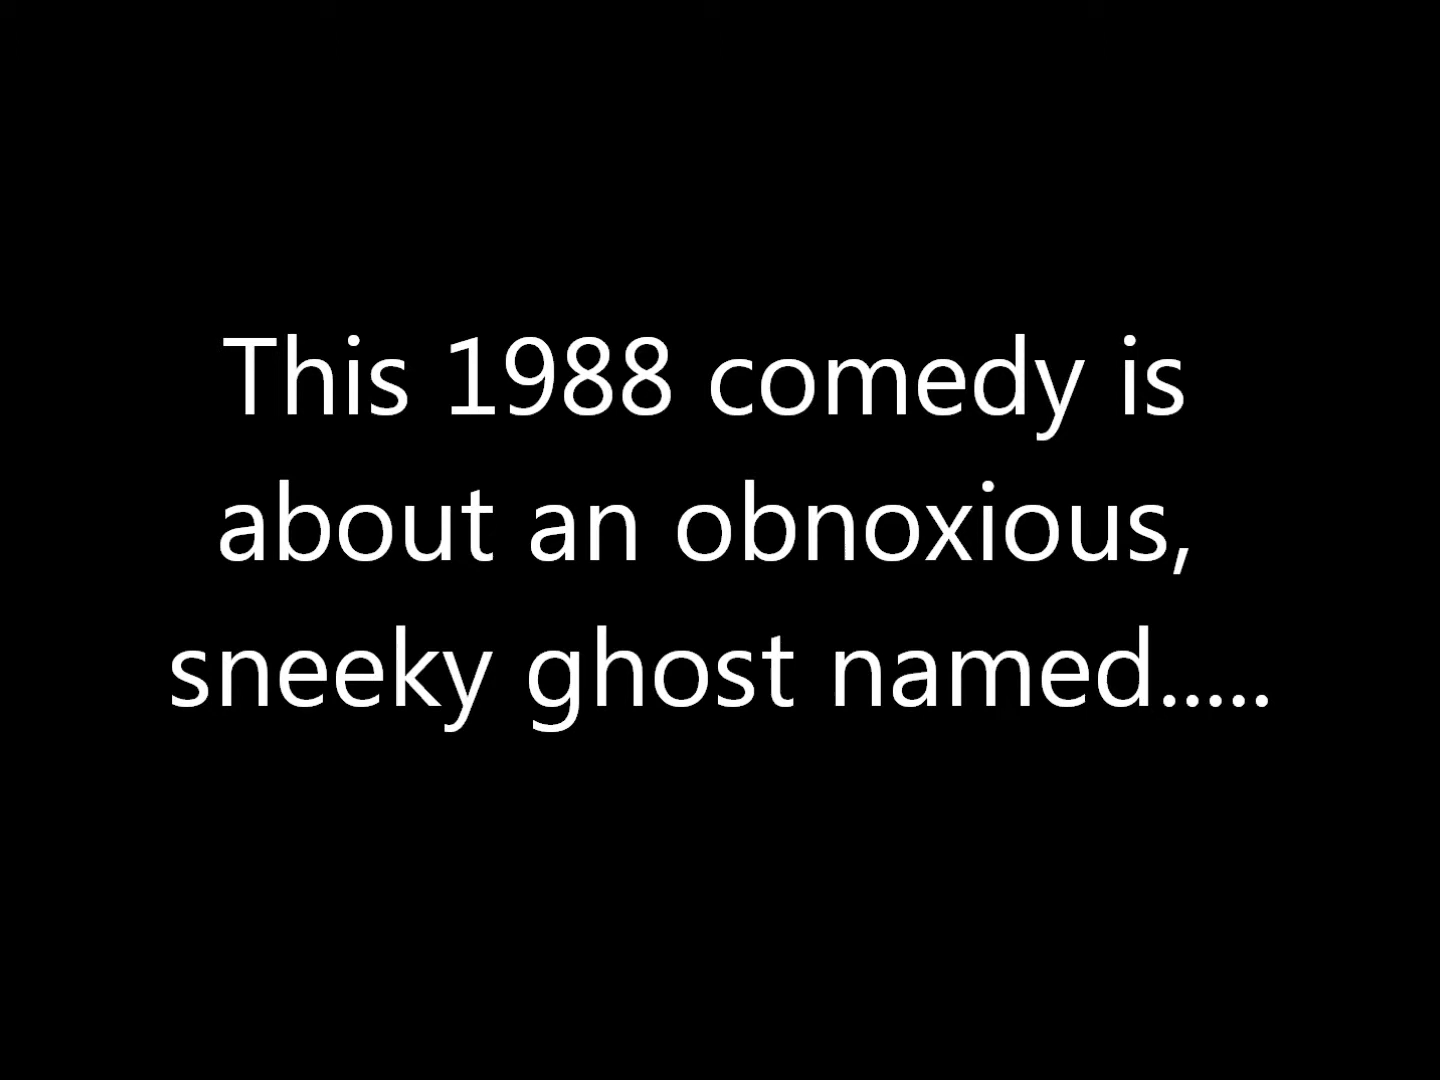 This 1988 comedy is
about an obnoxious,
sneeky ghost named.....